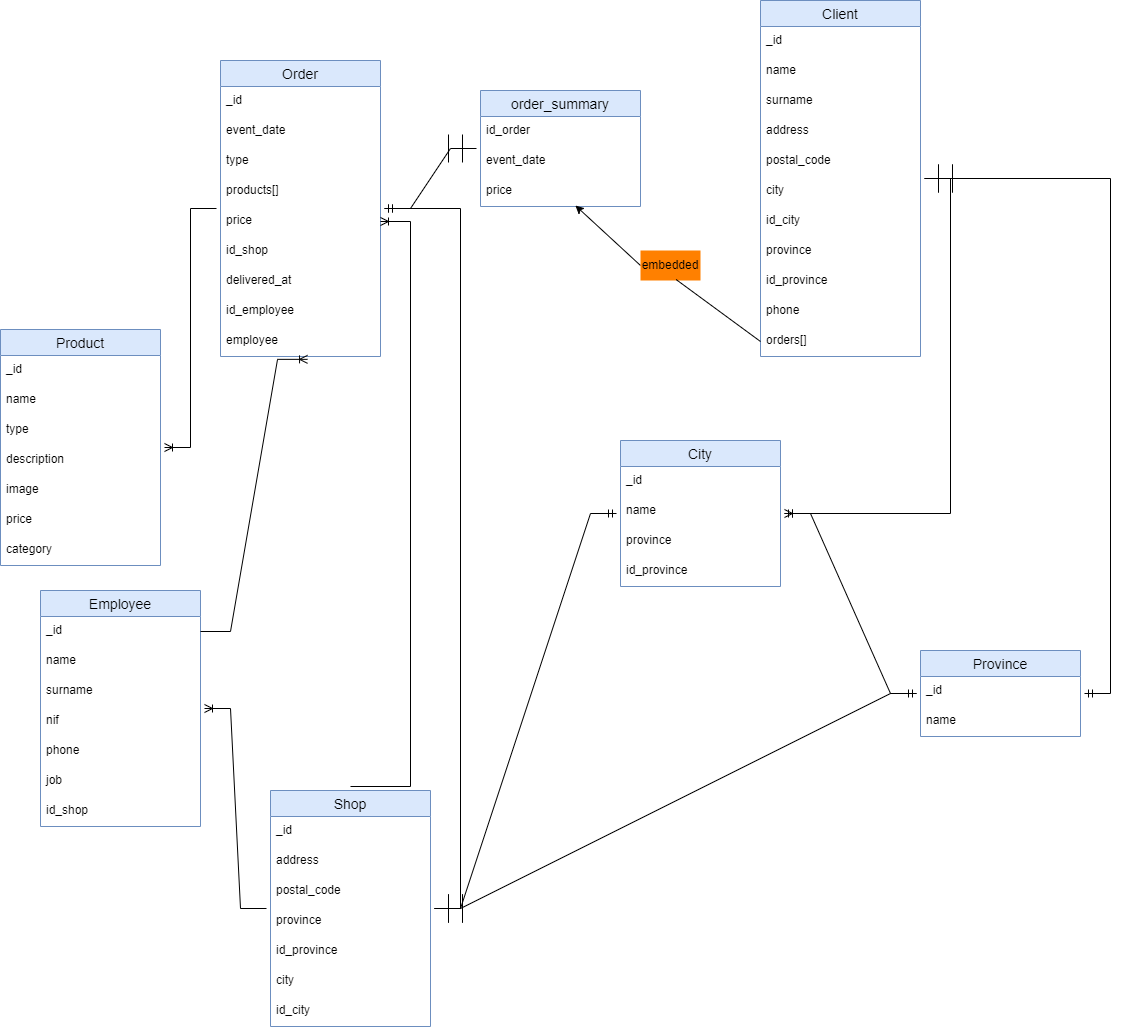 Client
_id
name
surname
address
postal_code
city
id_city
province
id_province
phone
orders[]
Order
_id
event_date
type
products[]
price
id_shop
delivered_at
id_employee
employee
order_summary
id_order
event_date
price
embedded
Product
_id
name
type
description
image
price
category
City
_id
name
province
id_province
Employee
_id
name
surname
nif
phone
job
id_shop
Province
_id
name
Shop
_id
address
postal_code
province
id_province
city
id_city